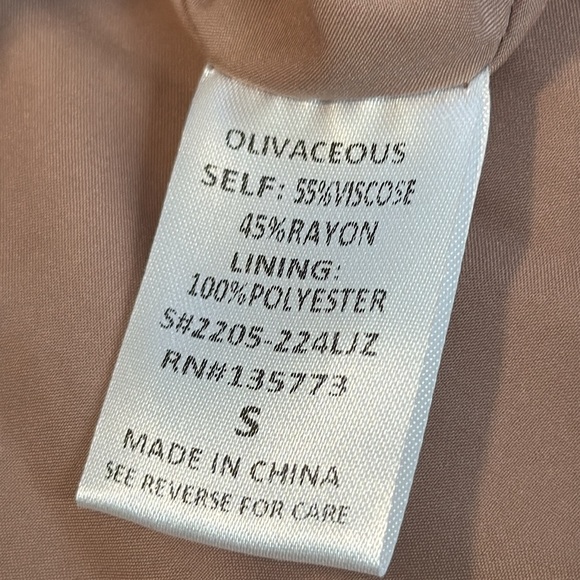 OLIVACEOUS
SELF: 55%VISCOSE
45%RAYON
LINING:
100%POLYESTER
S#2205-224LJZ
RN#135773
S
MADE IN CHINA
SEE REVERSE FOR CARE